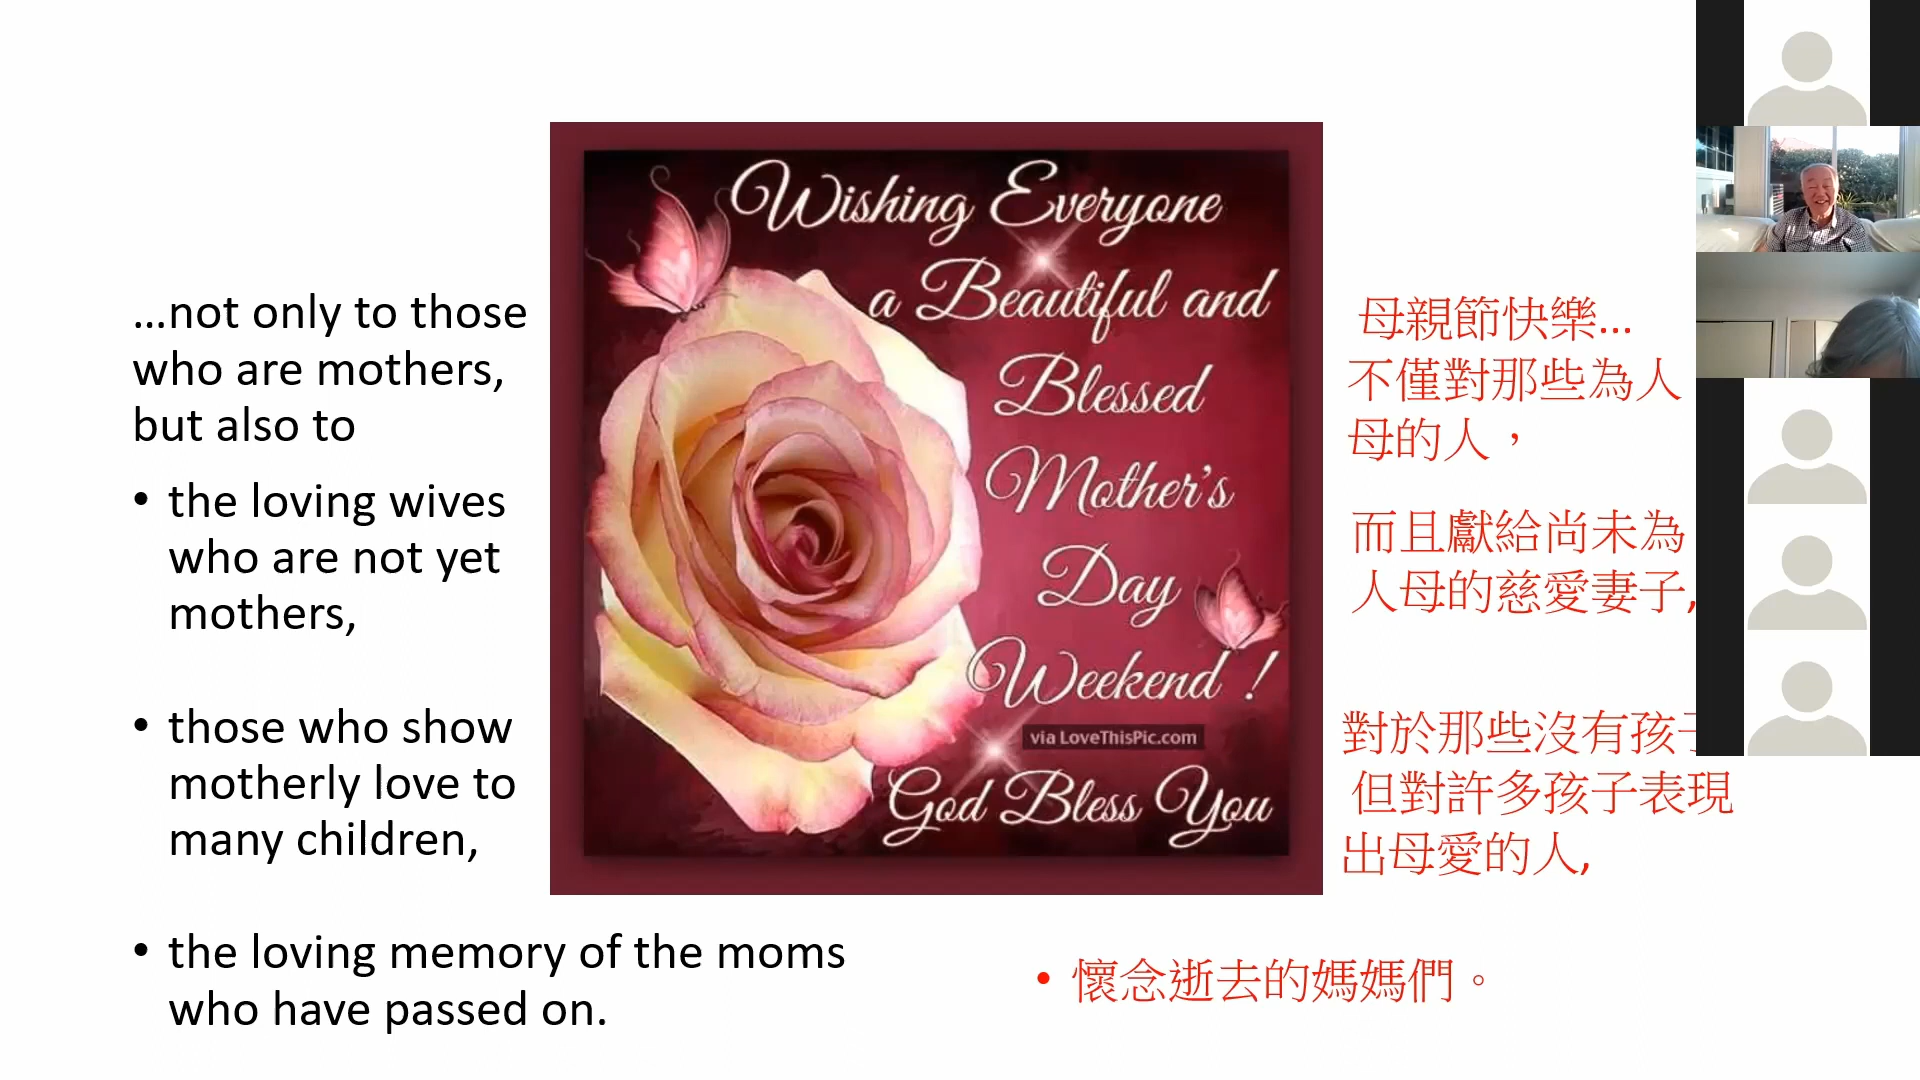 …not only to those
who are mothers,
but also to
• the loving wives
who are not yet
mothers,
• those who show
motherly love to
many children,
• the loving memory of the moms
who have passed on.
Wishing Everyone
a Beautiful and
Blessed
Mother's
Day
Weekend !
via LoveThisPic.com
God Bless You
母親節快樂…
不僅對那些為人
母的人，
而且獻給尚未為
人母的慈愛妻子,
對於那些沒有孩子
但對許多孩子表現
出母愛的人,
• 懷念逝去的媽媽們。